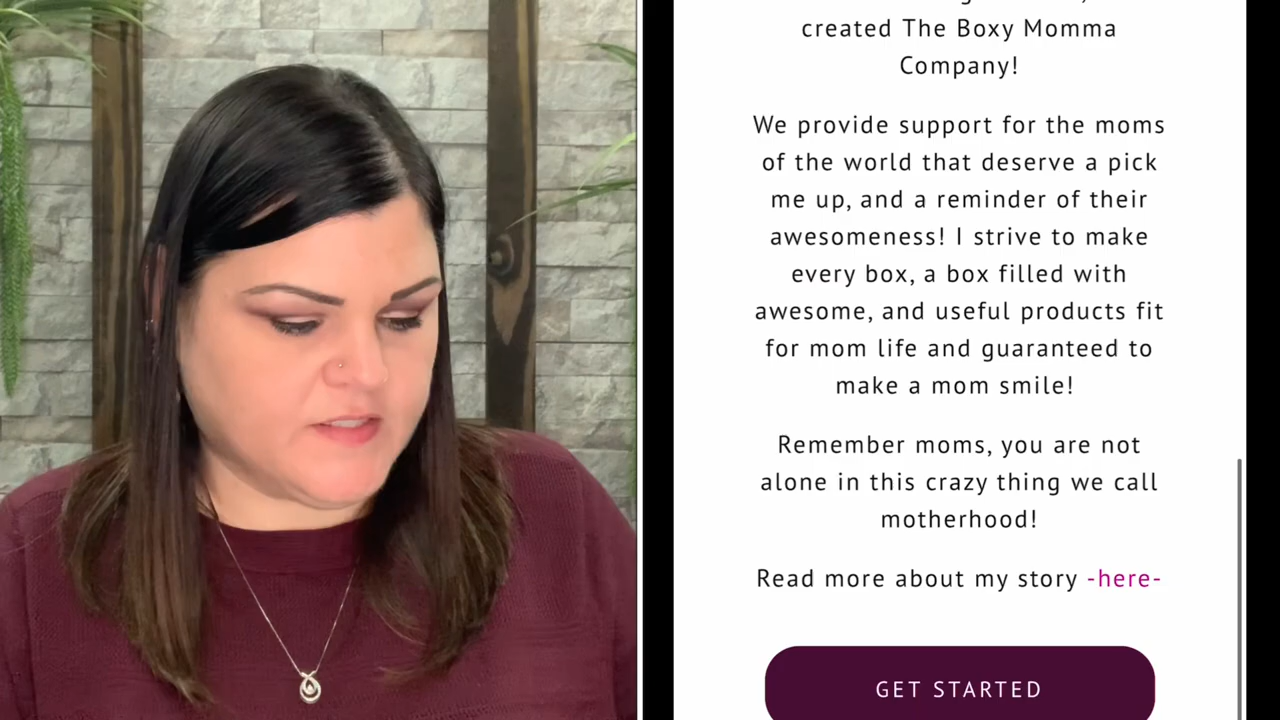 created The Boxy Momma
Company!
We provide support for the moms
of the world that deserve a pick
me up, and a reminder of their
awesomeness! I strive to make
every box, a box filled with
awesome, and useful products fit
for mom life and guaranteed to
make a mom smile!
Remember moms, you are not
alone in this crazy thing we call
motherhood!
Read more about my story -here-
GET STARTED